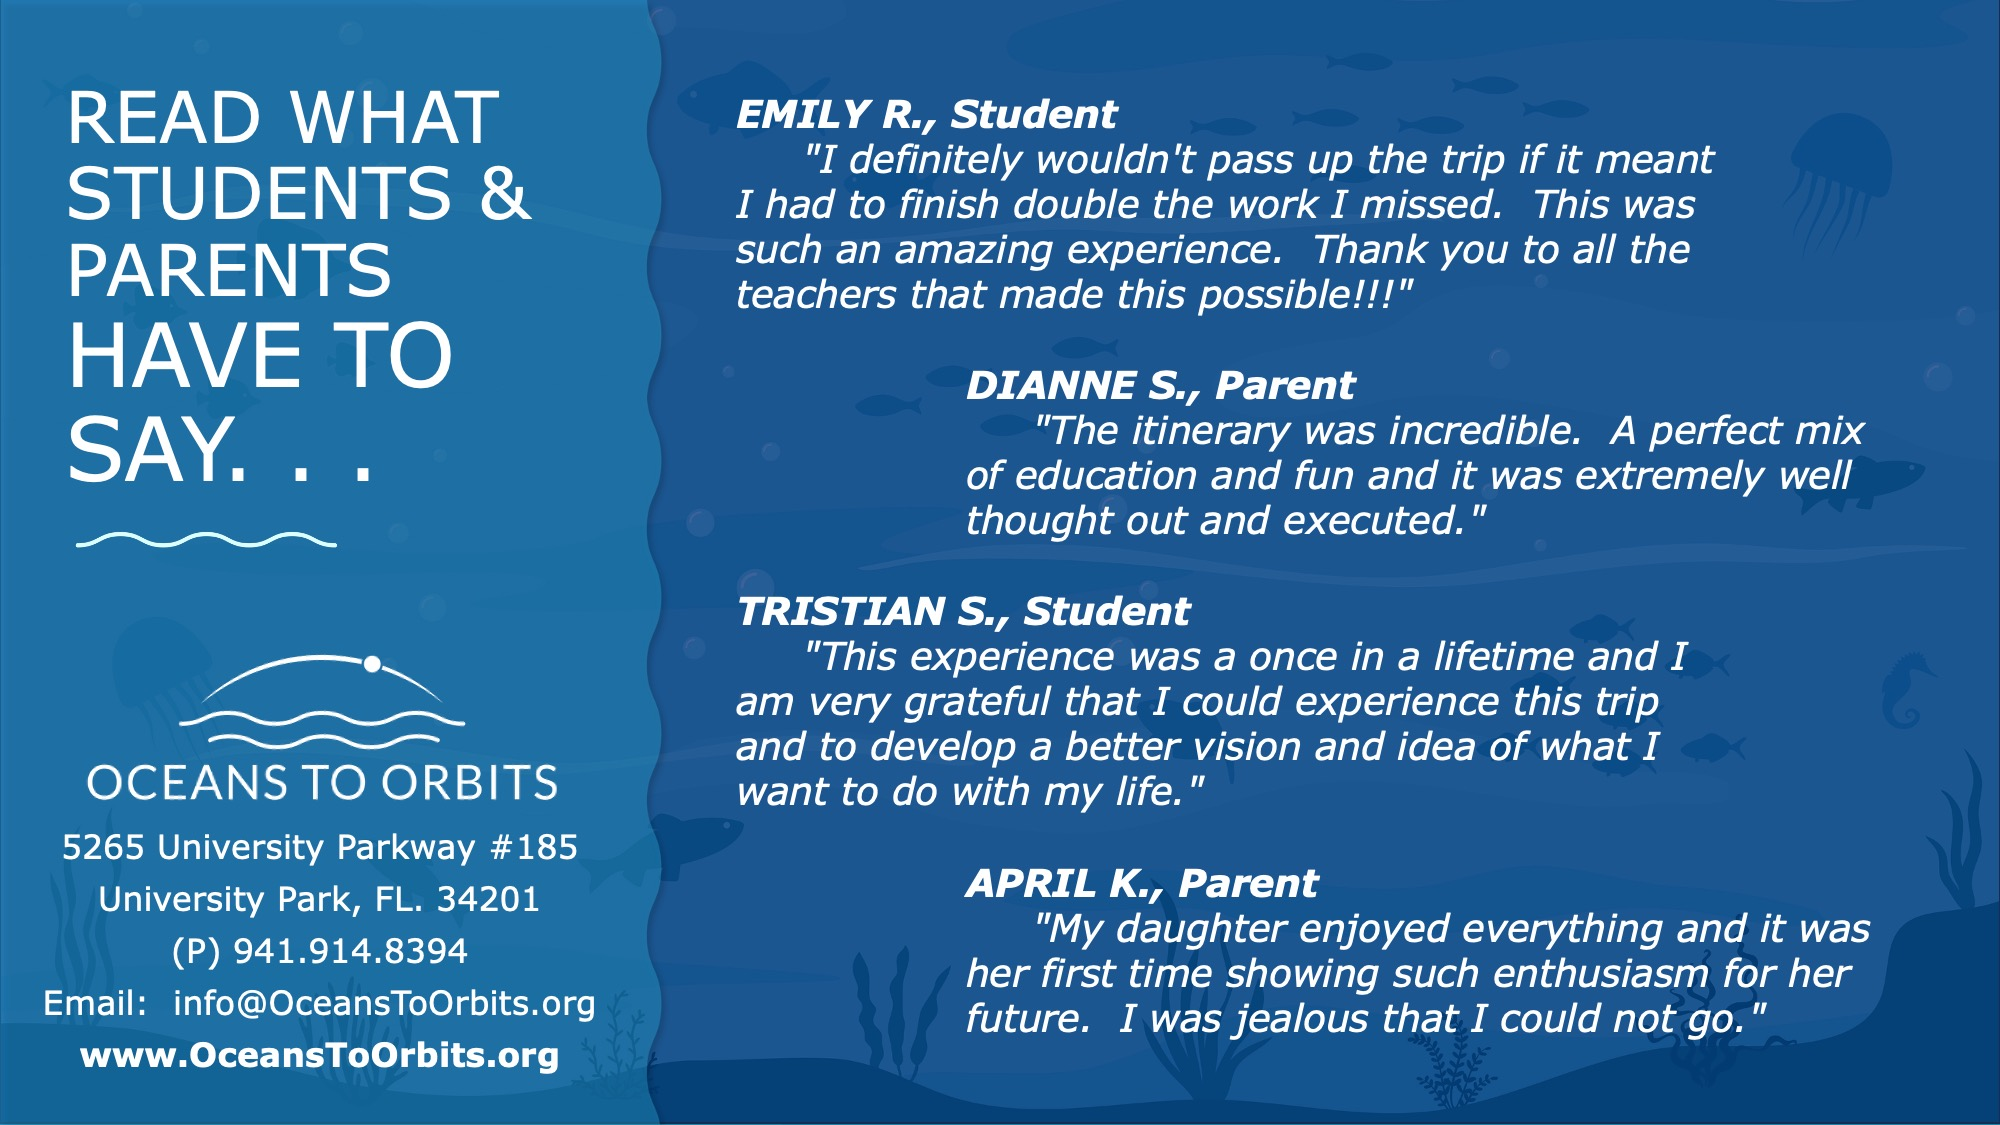 READ WHAT
STUDENTS &
PARENTS
HAVE TO
SAY. . .
OCEANS TO ORBITS
5265 University Parkway #185
University Park, FL. 34201
(P) 941.914.8394
Email:  info@OceansToOrbits.org
www.OceansToOrbits.org
EMILY R., Student
"I definitely wouldn't pass up the trip if it meant
I had to finish double the work I missed.  This was
such an amazing experience.  Thank you to all the
teachers that made this possible!!!"
DIANNE S., Parent
"The itinerary was incredible.  A perfect mix
of education and fun and it was extremely well
thought out and executed."
TRISTIAN S., Student
"This experience was a once in a lifetime and I
am very grateful that I could experience this trip
and to develop a better vision and idea of what I
want to do with my life."
APRIL K., Parent
"My daughter enjoyed everything and it was
her first time showing such enthusiasm for her
future.  I was jealous that I could not go."